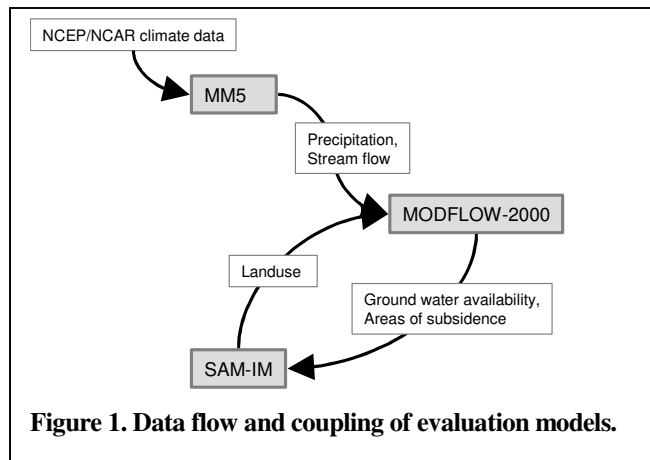 NCEP/NCAR climate data
MM5
Precipitation,
Stream flow
MODFLOW-2000
Landuse
Ground water availability,
Areas of subsidence
SAM-IM
Figure 1. Data flow and coupling of evaluation models.